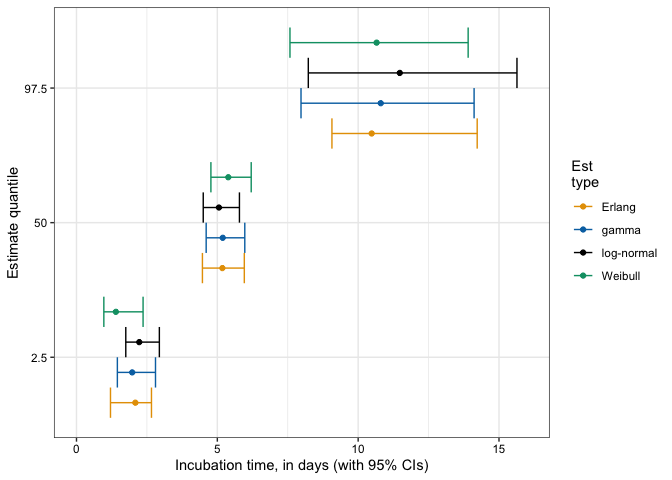 97.5
50
2.5
Estimate quantile
0 5 10 15
Incubation time, in days (with 95% CIs)
Est
type
Erlang
gamma
log-normal
Weibull